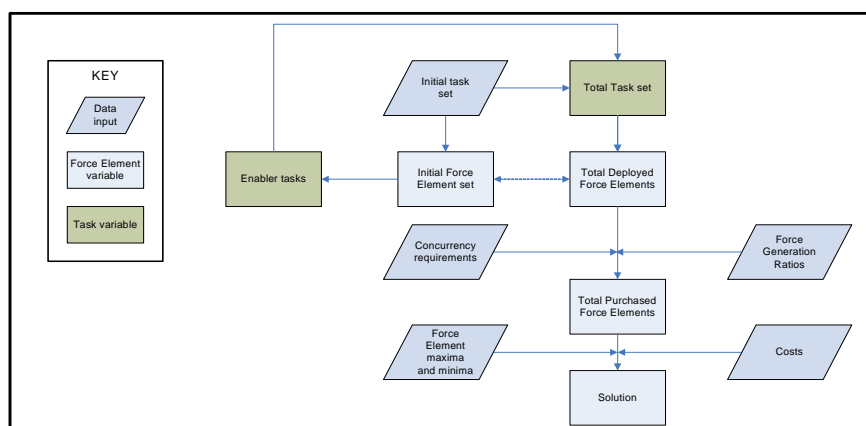 KEY
Data
input
Force Element
variable
Task variable
Initial task
set
Total Task set
Enabler tasks
Initial Force
Element set
Total Deployed
Force Elements
Concurrency
requirements
Force
Generation
Ratios
Total Purchased
Force Elements
Force
Element
maxima
and minima
Costs
Solution